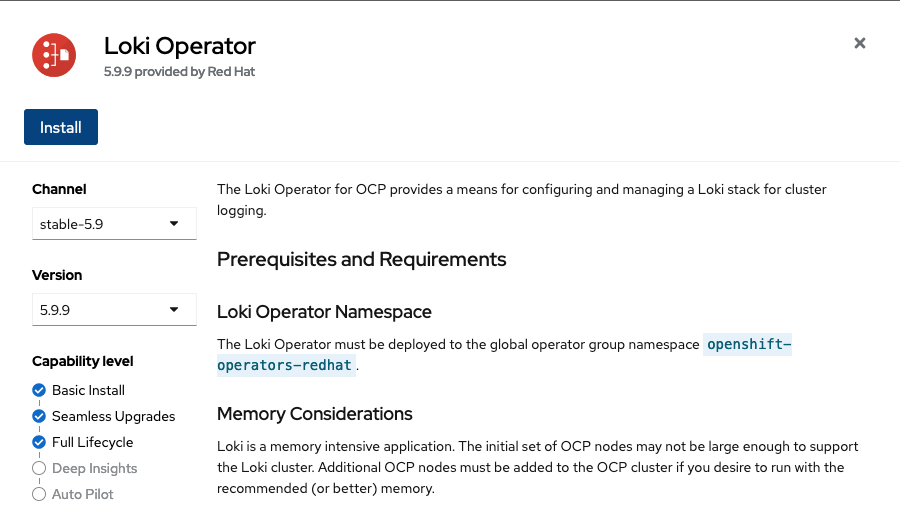 Loki Operator
5.9.9 provided by Red Hat
Install
Channel
stable-5.9
Version
5.9.9
Capability level
Basic Install
Seamless Upgrades
Full Lifecycle
Deep Insights
Auto Pilot
The Loki Operator for OCP provides a means for configuring and managing a Loki stack for cluster
logging.
Prerequisites and Requirements
Loki Operator Namespace
The Loki Operator must be deployed to the global operator group namespace openshift-
operators-redhat.
Memory Considerations
Loki is a memory intensive application. The initial set of OCP nodes may not be large enough to support
the Loki cluster. Additional OCP nodes must be added to the OCP cluster if you desire to run with the
recommended (or better) memory.